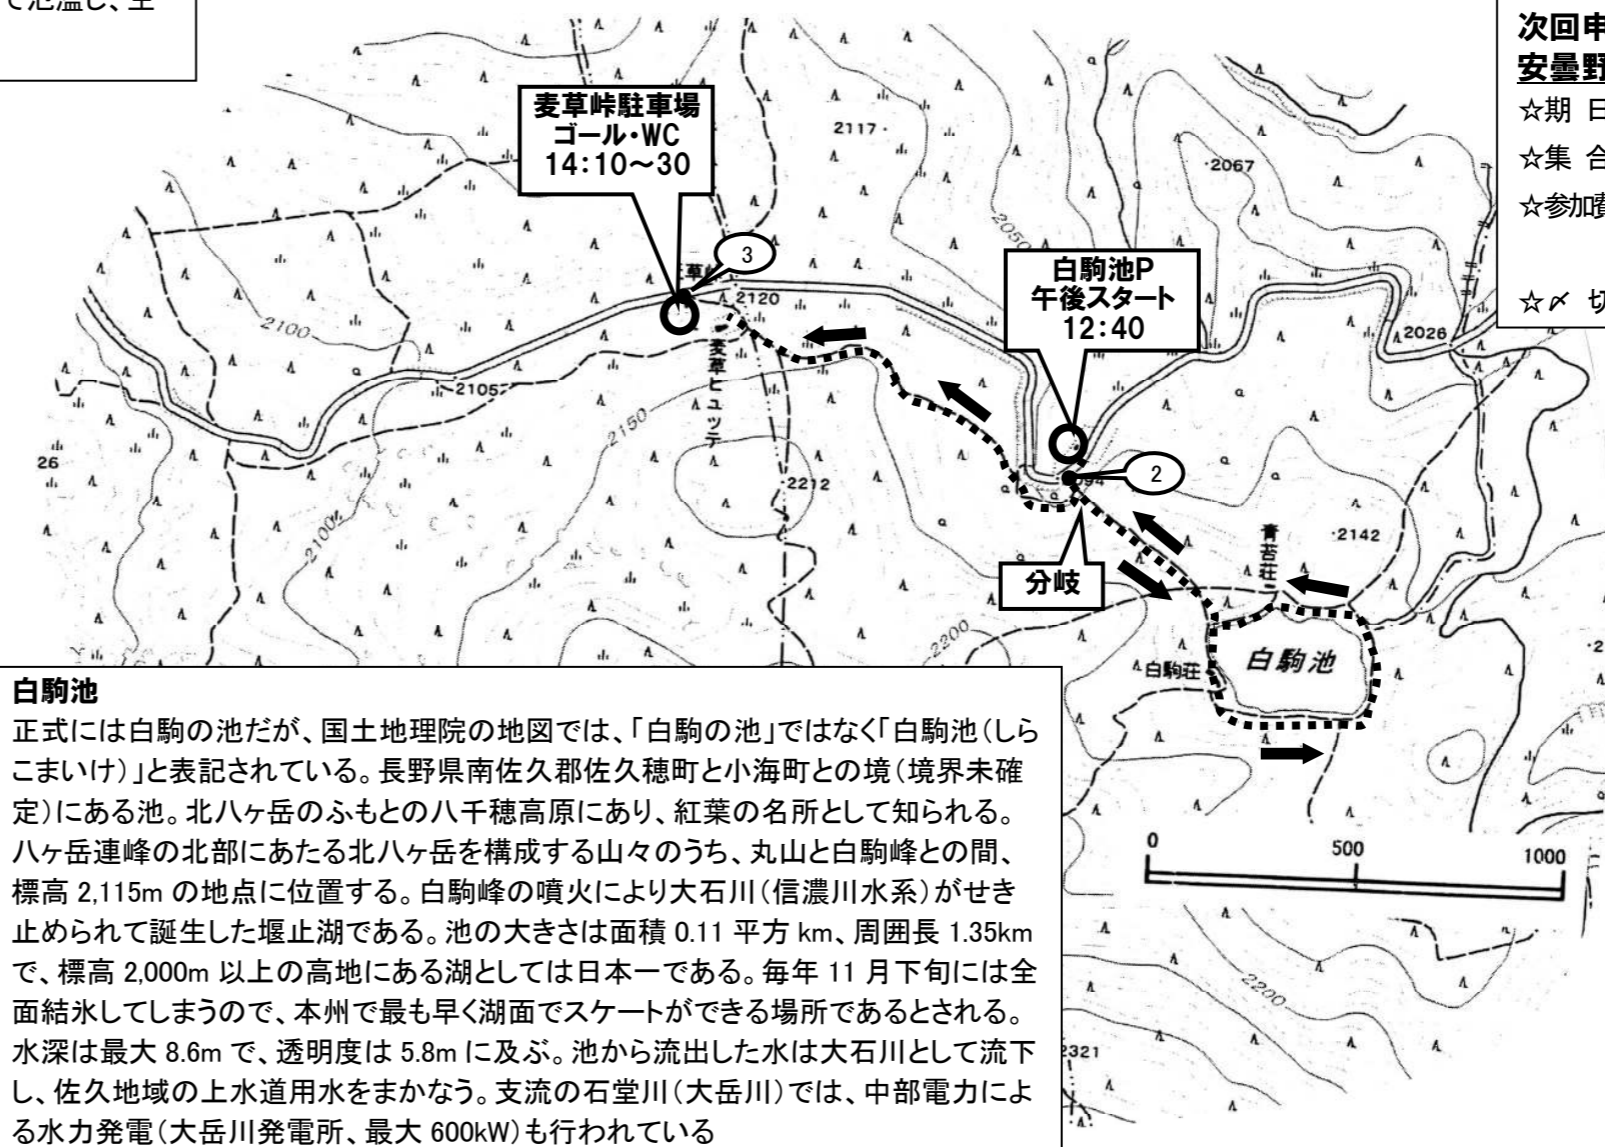 て氾濫し、土
次回申
安曇野
☆期 日
☆集 合
☆参加費
☆〆 切
麦草峠駐車場
ゴール・WC
14:10～30
2117
2067
2050
3
2120
白駒池P
午後スタート
12:40
2100
2026
麦草ヒュッテ
2105
2150
26
2212
2
2094
2100
分岐
青苔荘
2142
2200
白駒荘
白駒池
白駒池
正式には白駒の池だが、国土地理院の地図では、「白駒の池」ではなく「白駒池(しら
こまいけ)」と表記されている。長野県南佐久郡佐久穂町と小海町との境(境界未確
定)にある池。北八ヶ岳のふもとの八千穂高原にあり、紅葉の名所として知られる。
八ヶ岳連峰の北部にあたる北八ヶ岳を構成する山々のうち、丸山と白駒峰との間、
標高 2,115m の地点に位置する。白駒峰の噴火により大石川(信濃川水系)がせき
止められて誕生した堰止湖である。池の大きさは面積 0.11 平方 km、周囲長 1.35km
で、標高 2,000m 以上の高地にある湖としては日本一である。毎年 11 月下旬には全
面結氷してしまうので、本州で最も早く湖面でスケートができる場所であるとされる。
水深は最大 8.6m で、透明度は 5.8m に及ぶ。池から流出した水は大石川として流下
し、佐久地域の上水道用水をまかなう。支流の石堂川(大岳川)では、中部電力によ
る水力発電(大岳川発電所、最大 600kW)も行われている
0 500 1000
2200
2321